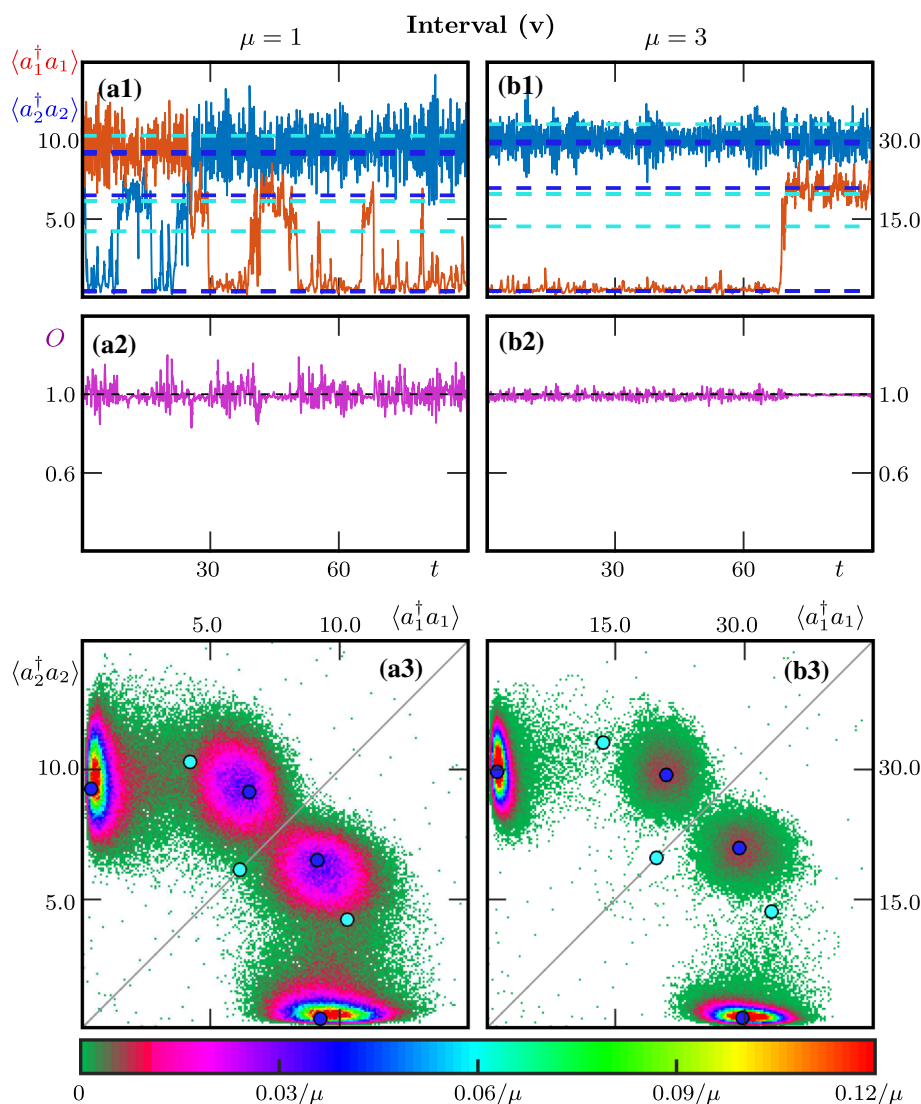 Interval (v)
μ = 1
μ = 3
⟨a₁†a₁⟩
⟨a₂†a₂⟩
(a1)
(b1)
10.0
30.0
5.0
15.0
O
(a2)
(b2)
1.0
1.0
0.6
0.6
30
60
t
30
60
t
5.0
10.0
⟨a₁†a₁⟩
15.0
30.0
⟨a₁†a₁⟩
⟨a₂†a₂⟩
(a3)
(b3)
10.0
30.0
5.0
15.0
0
0.03/μ
0.06/μ
0.09/μ
0.12/μ